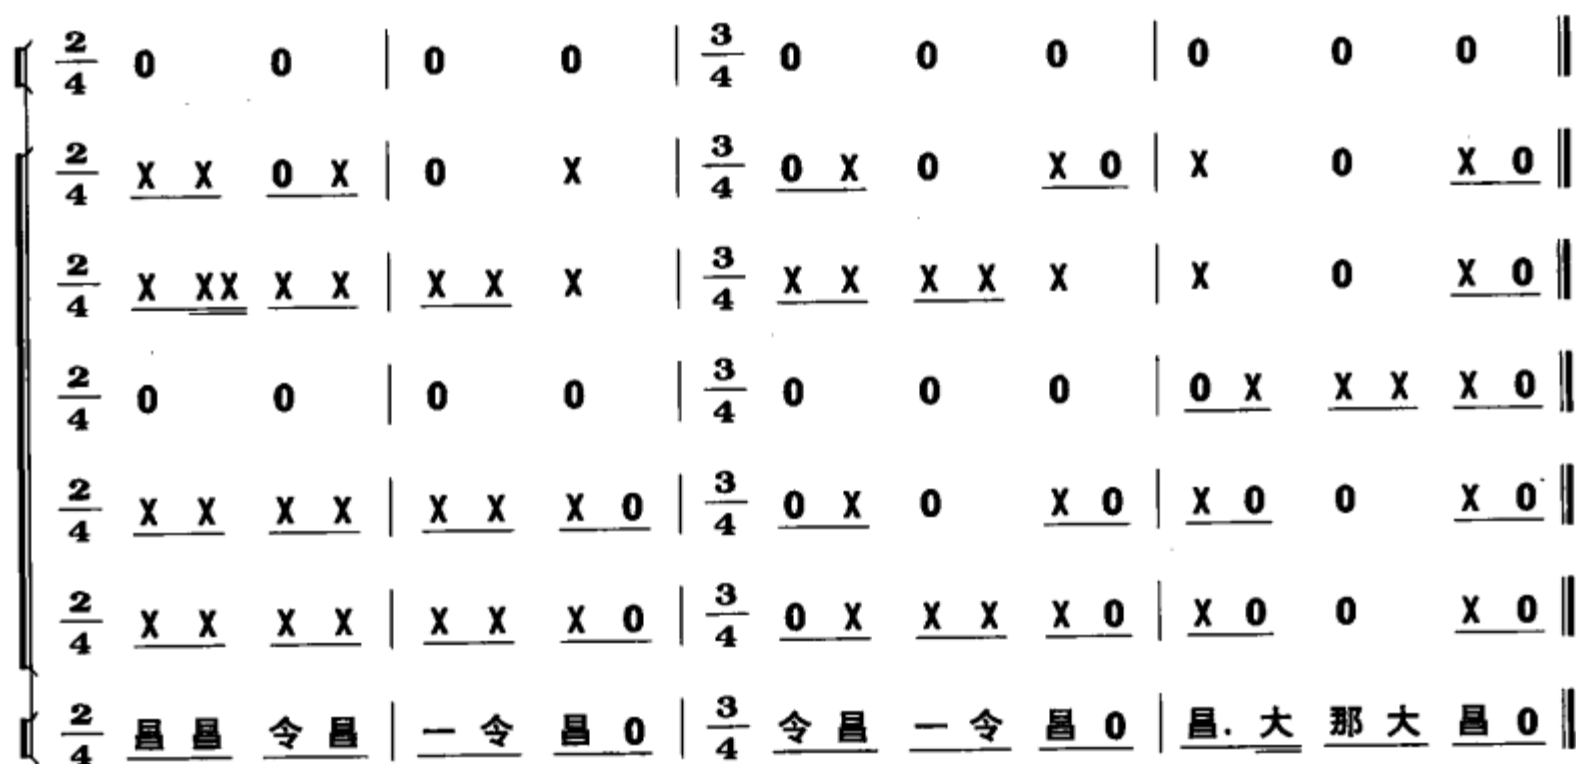 2/4 0 0 | 0 0 | 3/4 0 0 0 | 0 0 0 ‖
2/4 X X 0 X | 0 X | 3/4 0 X 0 X 0 | X 0 X 0 ‖
2/4 X XX X X | X X X | 3/4 X X X X X | X 0 X 0 ‖
2/4 0 0 | 0 0 | 3/4 0 0 0 | 0 X X X X 0 ‖
2/4 X X X X | X X X 0 | 3/4 0 X 0 X 0 | X 0 0 X 0 ‖
2/4 X X X X | X X X 0 | 3/4 0 X X X X 0 | X 0 0 X 0 ‖
2/4 昌 昌 令 昌 | 一 令 昌 0 | 3/4 令 昌 一 令 昌 0 | 昌. 大 那 大 昌 0 ‖